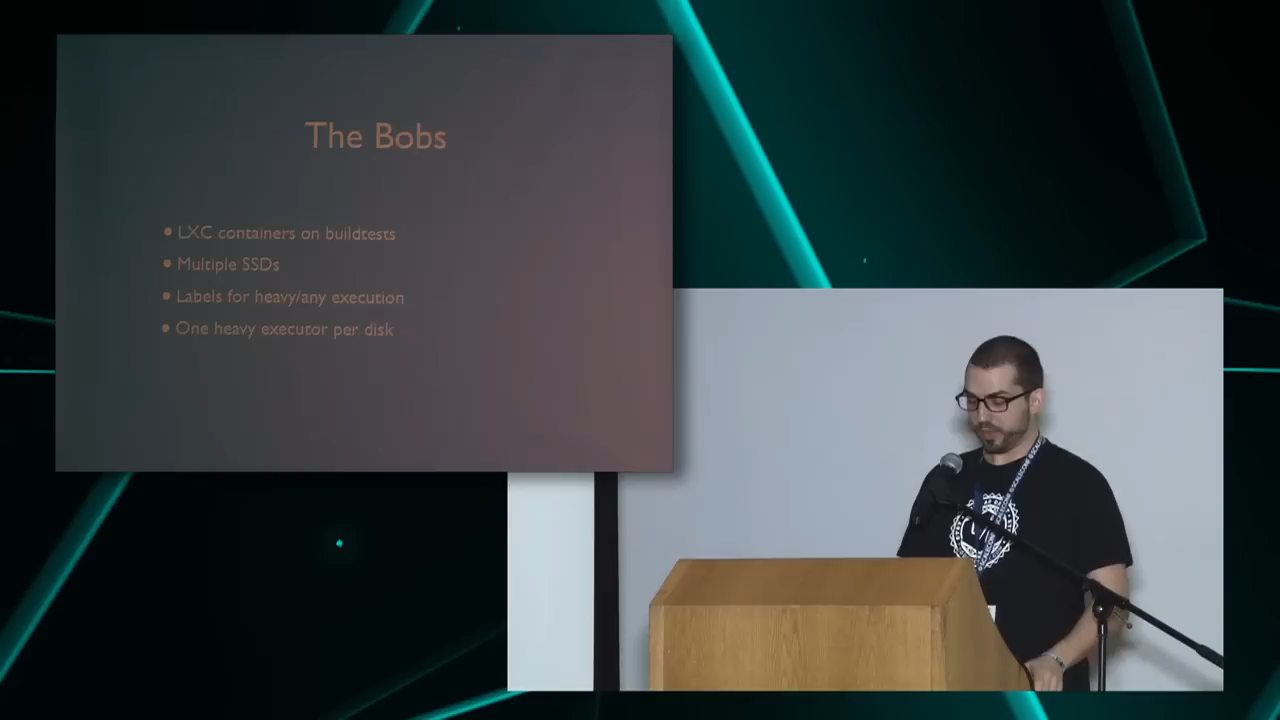 The Bobs
LXC containers on buildtests
Multiple SSDs
Labels for heavy/any execution
One heavy executor per disk